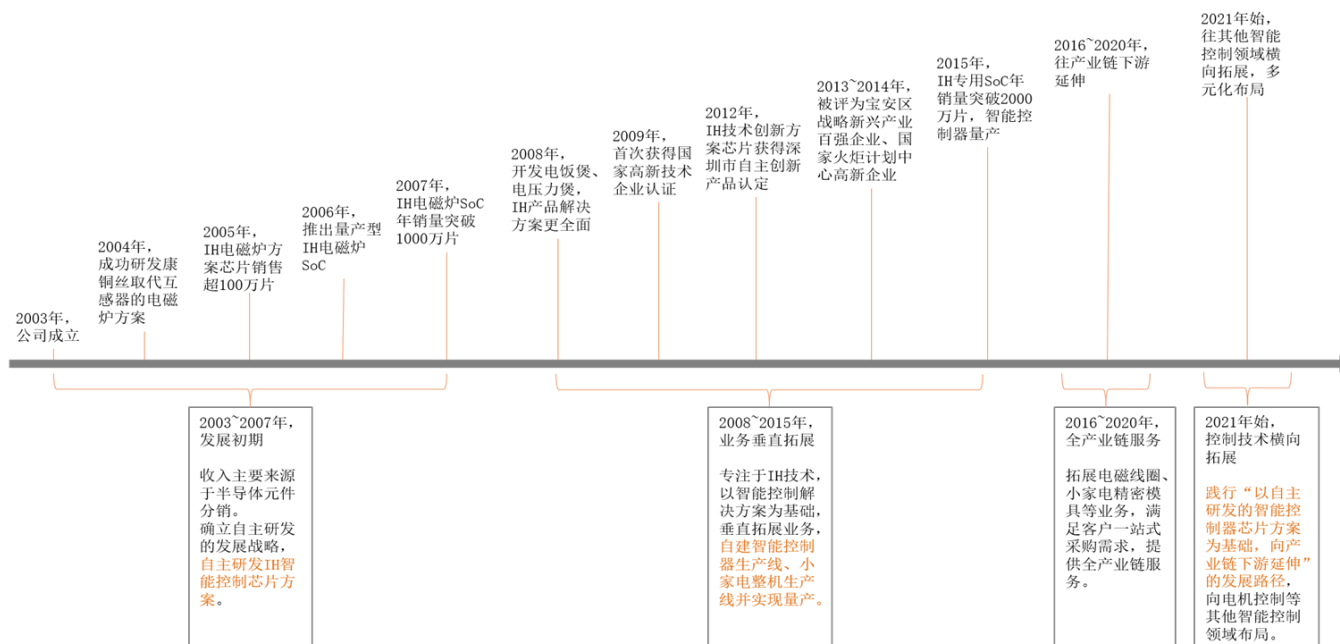 2003年，
公司成立
2004年，
成功研发康
铜丝取代互
感器的电磁
炉方案
2005年，
IH电磁炉方
案芯片销售
超100万片
2006年，
推出量产型
IH电磁炉
SoC
2007年，
IH电磁炉SoC
年销量突破
1000万片
2008年，
开发电饭煲、
电压力煲，
IH产品解决
方案更全面
2009年，
首次获得国
家高新技术
企业认证
2012年，
IH技术创新方
案芯片获得深
圳市自主创新
产品认定
2013~2014年，
被评为宝安区
战略新兴产业
百强企业、国
家火炬计划中
心高新企业
2015年，
IH专用SoC年
销量突破2000
万片，智能控
制器量产
2016~2020年，
往产业链下游
延伸
2021年始，
往其他智能
控制领域横
向拓展，多
元化布局
2003~2007年，
发展初期
收入主要来源
于半导体元件
分销。
确立自主研发
的发展战略，
自主研发IH智
能控制芯片方
案。
2008~2015年，
业务垂直拓展
专注于IH技术，
以智能控制解
决方案为基础，
垂直拓展业务，
自建智能控制
器生产线、小
家电整机生产
线并实现量产。
2016~2020年，
全产业链服务
拓展电磁线圈、
小家电精密模
具等业务，满
足客户一站式
采购需求，提
供全产业链服
务。
2021年始，
控制技术横向
拓展
践行“以自主
研发的智能控
制器芯片方案
为基础，向产
业链下游延伸”
的发展路径，
向电机控制等
其他智能控制
领域布局。